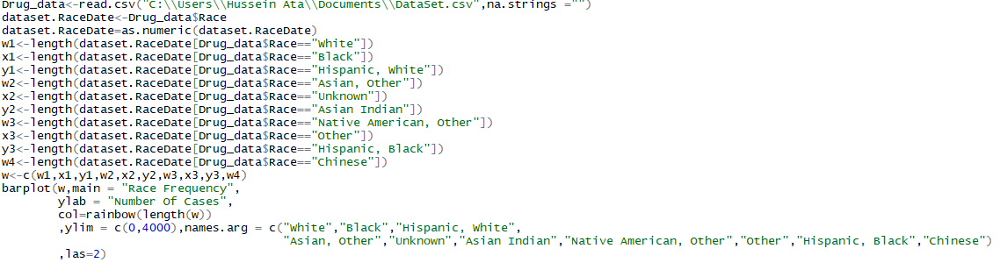 Drug_data<-read.csv("C:\\Users\\Hussein Ata\\Documents\\DataSet.csv",na.strings ="")
dataset.RaceDate<-Drug_data$Race
dataset.RaceDate=as.numeric(dataset.RaceDate)
w1<-length(dataset.RaceDate[Drug_data$Race=="White"])
x1<-length(dataset.RaceDate[Drug_data$Race=="Black"])
y1<-length(dataset.RaceDate[Drug_data$Race=="Hispanic, White"])
w2<-length(dataset.RaceDate[Drug_data$Race=="Asian, Other"])
x2<-length(dataset.RaceDate[Drug_data$Race=="Unknown"])
y2<-length(dataset.RaceDate[Drug_data$Race=="Asian Indian"])
w3<-length(dataset.RaceDate[Drug_data$Race=="Native American, Other"])
x3<-length(dataset.RaceDate[Drug_data$Race=="Other"])
y3<-length(dataset.RaceDate[Drug_data$Race=="Hispanic, Black"])
w4<-length(dataset.RaceDate[Drug_data$Race=="Chinese"])
w<-c(w1,x1,y1,w2,x2,y2,w3,x3,y3,w4)
barplot(w,main = "Race Frequency",
        ylab = "Number Of Cases",
        col=rainbow(length(w))
        ,ylim = c(0,4000),names.arg = c("White","Black","Hispanic, White",
                                        "Asian, Other","Unknown","Asian Indian","Native American, Other","Other","Hispanic, Black","Chinese")
        ,las=2)